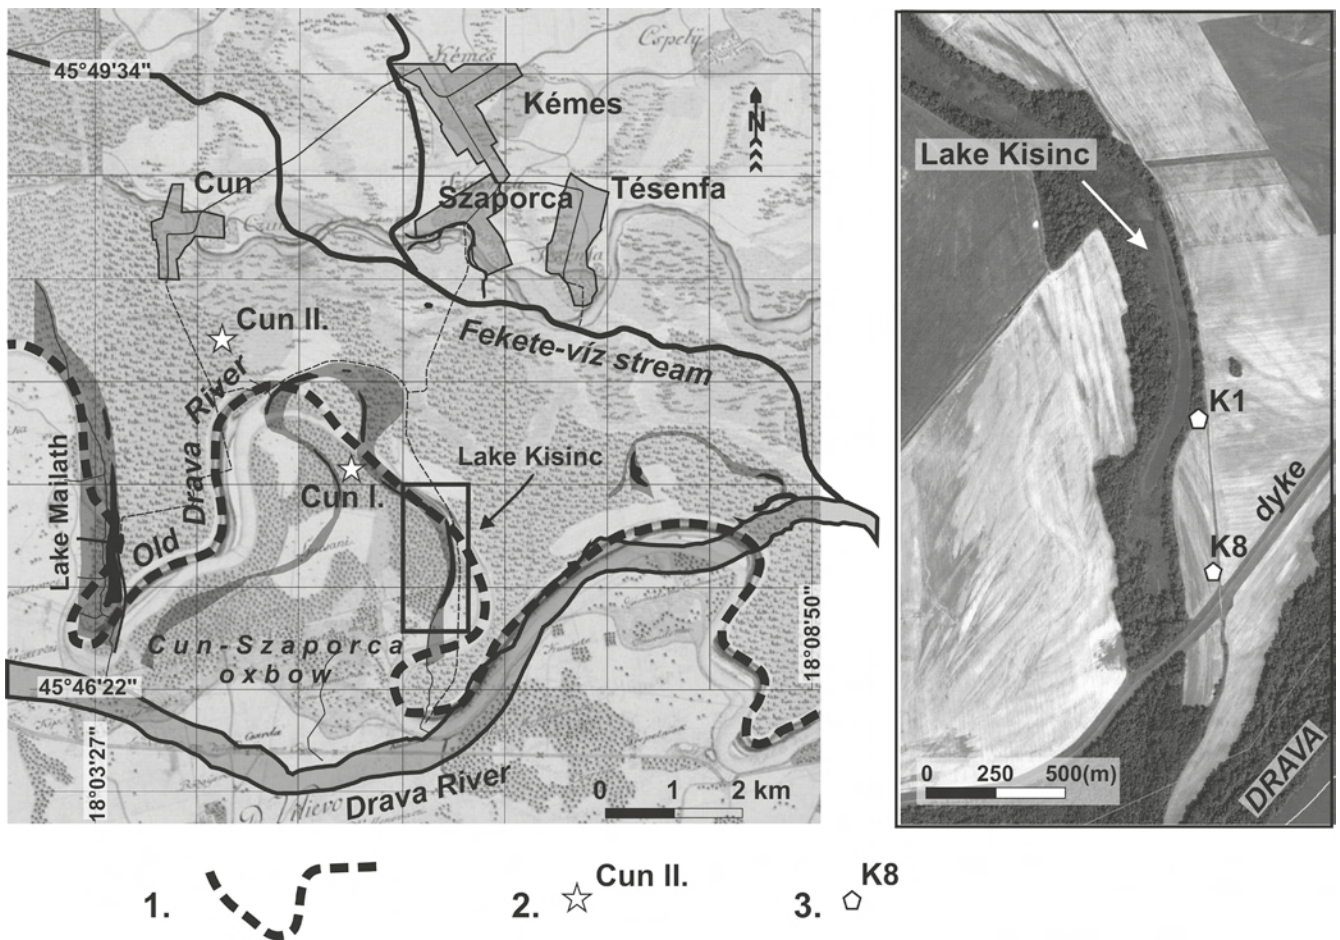 Kémes
Cspely
45°49'34"
Kémes
N
Cun
Szaporca
Tésenfa
Cun II.
Fekete-víz stream
Old Drava River
Lake Mailath
Cun I.
Lake Kisinc
18°08'50"
Cun-Szaporca
oxbow
45°46'22"
18°03'27"
Drava River
0 1 2 km
Lake Kisinc
K1
dyke
K8
0 250 500(m)
DRAVA
1.
2. Cun II.
3. K8